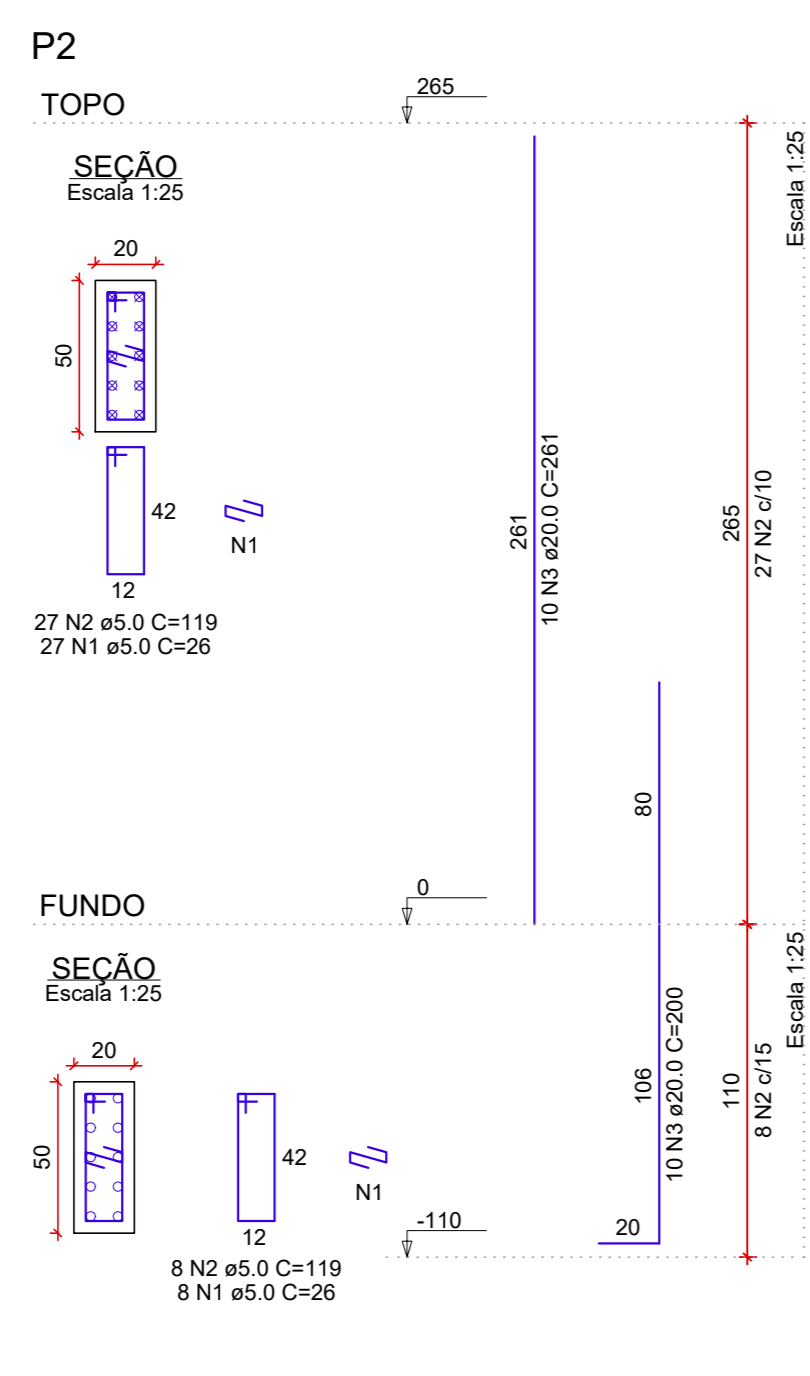 P2
TOPO
265
SEÇÃO
Escala 1:25
Escala 1:25
20
50
42
12
N1
27 N2 ø5.0 C=119
27 N1 ø5.0 C=26
261
10 N3 ø20.0 C=261
265
27 N2 c/10
80
FUNDO
0
SEÇÃO
Escala 1:25
Escala 1:25
20
50
42
12
N1
8 N2 ø5.0 C=119
8 N1 ø5.0 C=26
-110
106
10 N3 ø20.0 C=200
20
110
8 N2 c/15